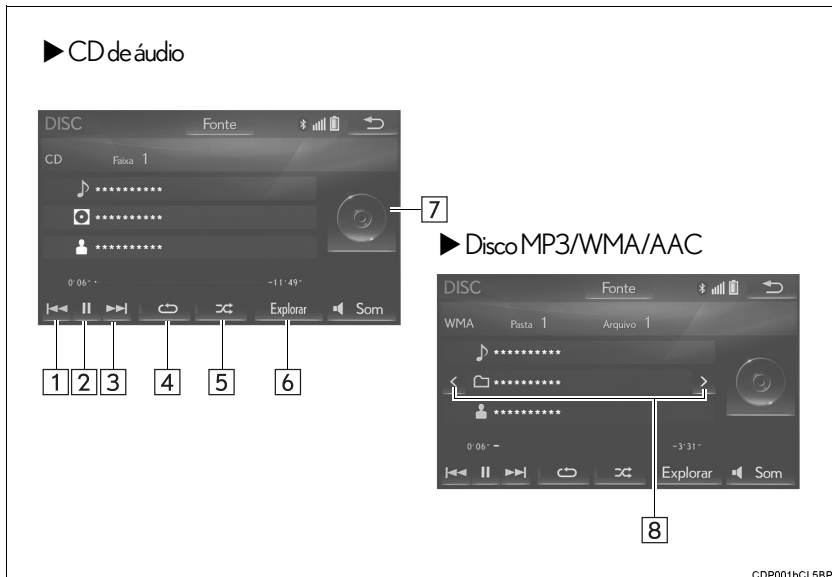 ▶ CD de áudio
DISC Fonte
CD Faixa 1
**********
**********
**********
0'06" -11'49"
Explorar Som
1 2 3 4 5 6
7
▶ Disco MP3/WMA/AAC
DISC Fonte
WMA Pasta 1 Arquivo 1
**********
< ********** >
**********
0'06" -3'31"
Explorar Som
8
CDP001bCL5BP